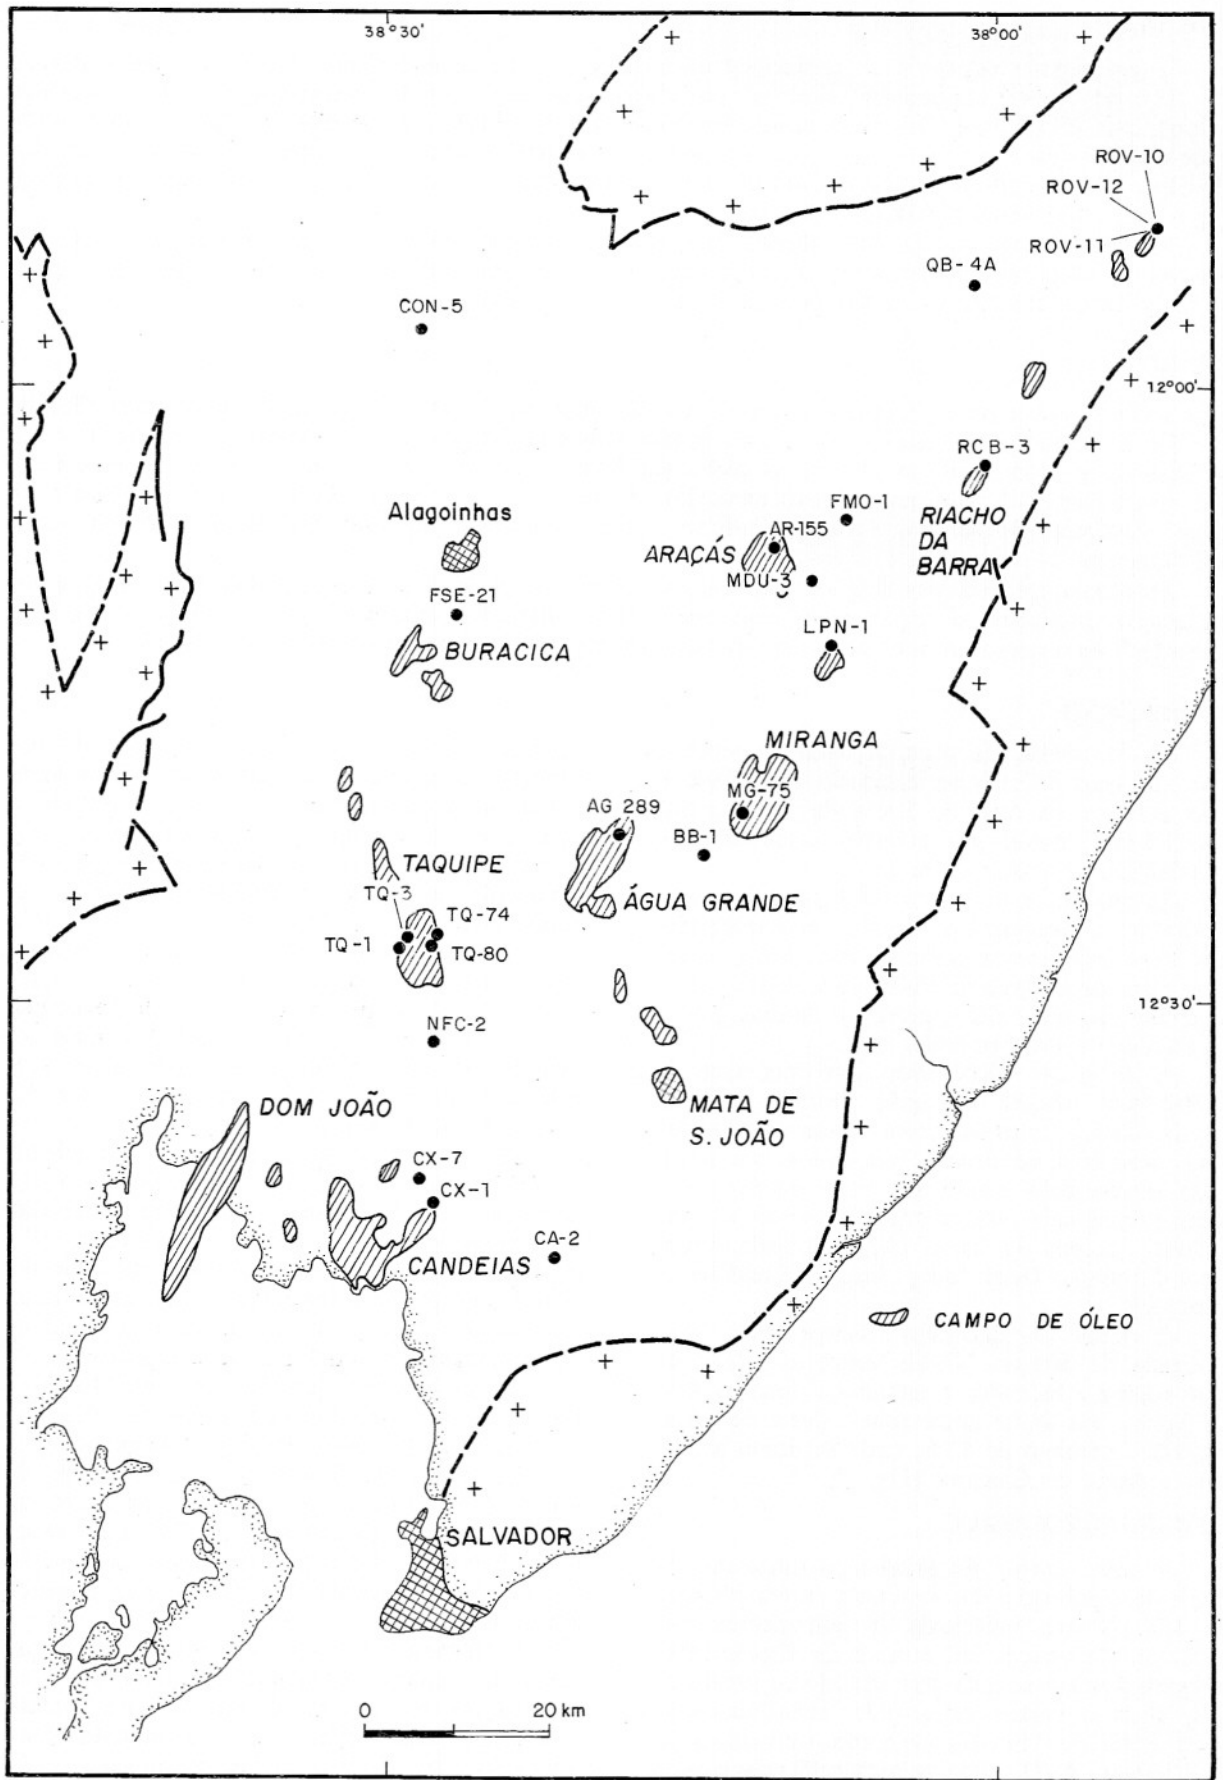 38°30'
38°00'
ROV-10
ROV-12
ROV-11
QB-4A
CON-5
12°00'
RCB-3
Alagoinhas
FMO-1
AR-155
RIACHO
DA
BARRA
ARAÇÁS
MDU-3
FSE-21
LPN-1
BURACICA
MIRANGA
MG-75
AG 289
BB-1
TAQUIPE
TQ-3
ÁGUA GRANDE
TQ-74
TQ-1
TQ-80
12°30'
NFC-2
DOM JOÃO
MATA DE
S. JOÃO
CX-7
CX-1
CA-2
CANDEIAS
CAMPO DE ÓLEO
SALVADOR
0 20 km